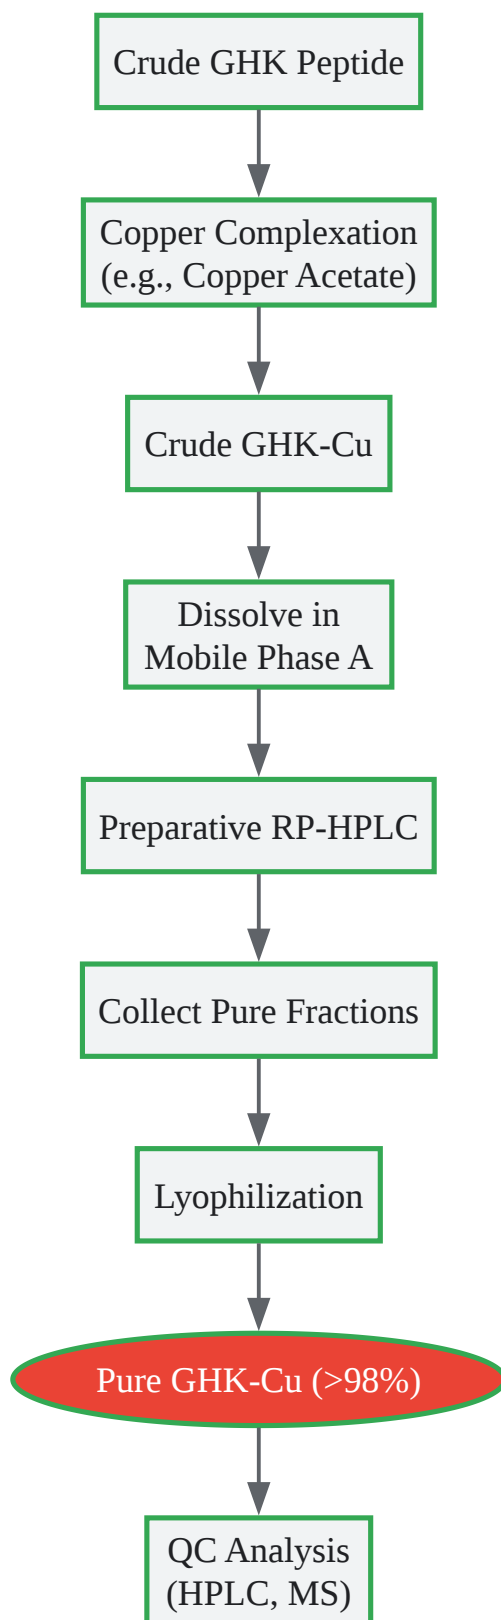 Crude GHK Peptide
Copper Complexation
(e.g., Copper Acetate)
Crude GHK-Cu
Dissolve in
Mobile Phase A
Preparative RP-HPLC
Collect Pure Fractions
Lyophilization
Pure GHK-Cu (>98%)
QC Analysis
(HPLC, MS)